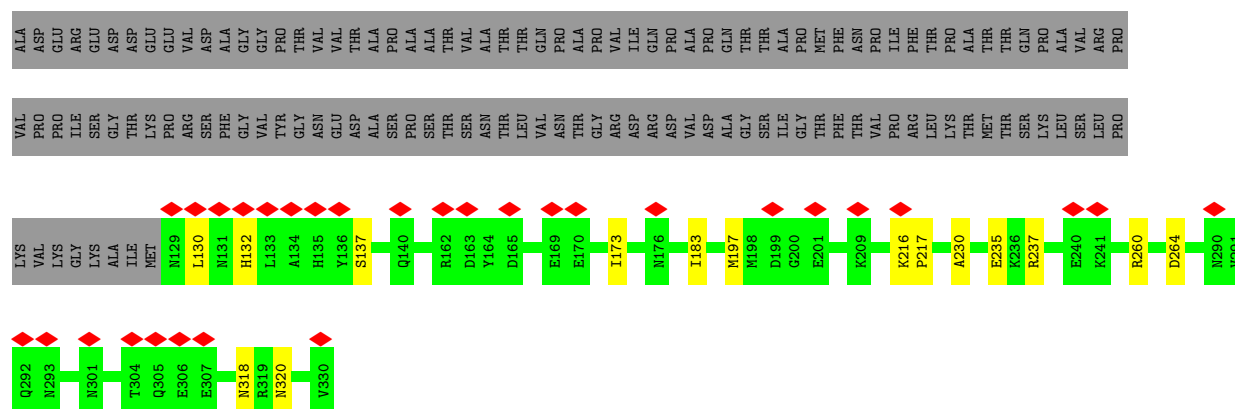 ALA ASP GLU ARG GLU ASP ASP GLU GLU VAL ASP ALA GLY GLY PRO THR VAL VAL THR ALA PRO ALA ALA THR VAL ALA THR THR GLN PRO ALA PRO VAL ILE GLN PRO ALA PRO GLN THR THR ALA PRO MET PHE ASN PRO ILE PHE THR PRO ALA THR THR GLN PRO ALA VAL ARG PRO
VAL PRO PRO ILE SER GLY THR LYS PRO ARG SER PHE GLY VAL TYR GLY ASN GLU ASP ALA SER PRO SER THR SER ASN THR LEU VAL ASN THR GLY ARG ASP ARG ASP VAL ASP ALA GLY SER ILE GLY THR PHE THR VAL PRO ARG LEU LYS THR MET THR SER LYS LEU SER LEU PRO
LYS VAL LYS GLY LYS ALA ILE MET N129 L130 N131 H132 L133 A134 H135 Y136 S137 Q140 R162 D163 Y164 D165 E169 E170 I173 N176 I183 M197 M198 D199 G200 E201 K209 K216 P217 A230 E235 K236 R237 E240 K241 R260 D264 N290 V291
Q292 N293 N301 T304 Q305 E306 E307 N318 R319 N320 V330